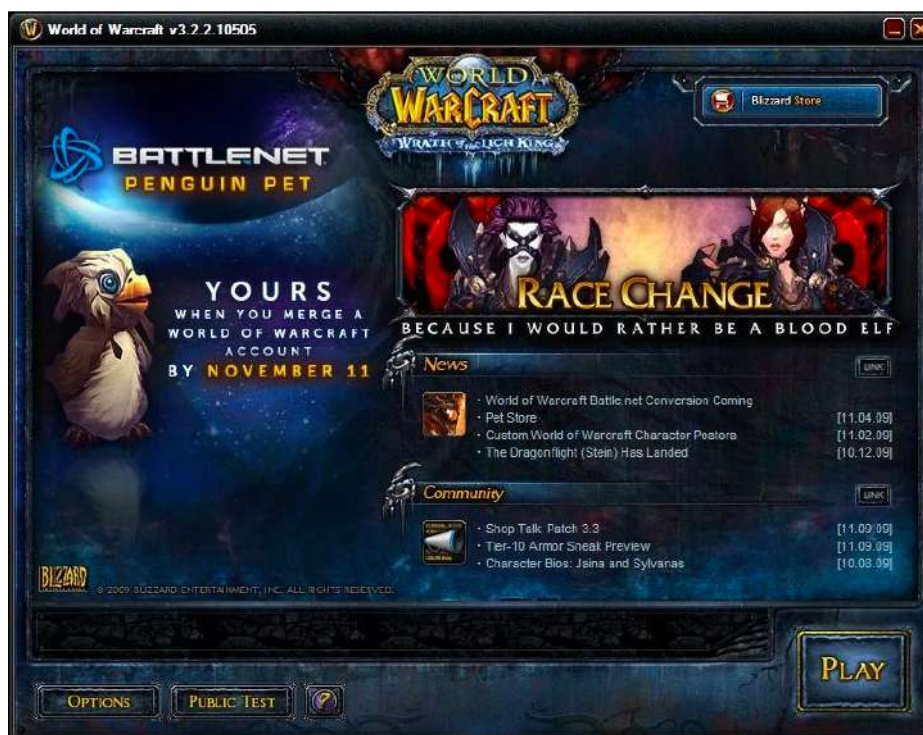 World of Warcraft v3.2.2.10505
WORLD
OF
WARCRAFT
WRATH of the LICH KING
Blizzard Store
BATTLE.NET
PENGUIN PET
YOURS
WHEN YOU MERGE A
WORLD OF WARCRAFT
ACCOUNT
BY NOVEMBER 11
RACE CHANGE
BECAUSE I WOULD RATHER BE A BLOOD ELF
News LINK
· World of Warcraft Battle.net Conversion Coming
· Pet Store [11.04.09]
· Custom World of Warcraft Character Posters [11.02.09]
· The Dragonflight (Stein) Has Landed [10.12.09]
Community LINK
· Shop Talk: Patch 3.3 [11.09.09]
· Tier-10 Armor Sneak Preview [11.09.09]
· Character Bios: Jaina and Sylvanas [10.08.09]
BLIZZARD
© 2009 BLIZZARD ENTERTAINMENT, INC. ALL RIGHTS RESERVED.
PLAY
OPTIONS
PUBLIC TEST
?